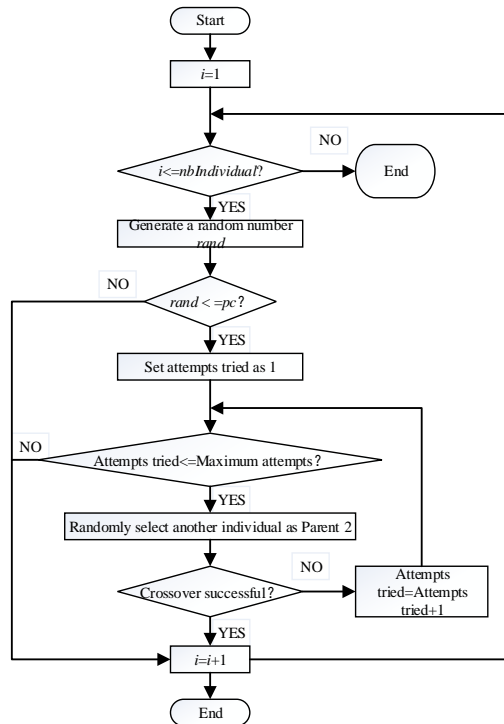 Start
i=1
NO
i<=nbIndividual?
End
YES
Generate a random number
rand
NO
rand < =pc?
YES
Set attempts tried as 1
NO
Attempts tried<=Maximum attempts?
YES
Randomly select another individual as Parent 2
NO
Crossover successful?
Attempts
tried=Attempts
tried+1
YES
i=i+1
End